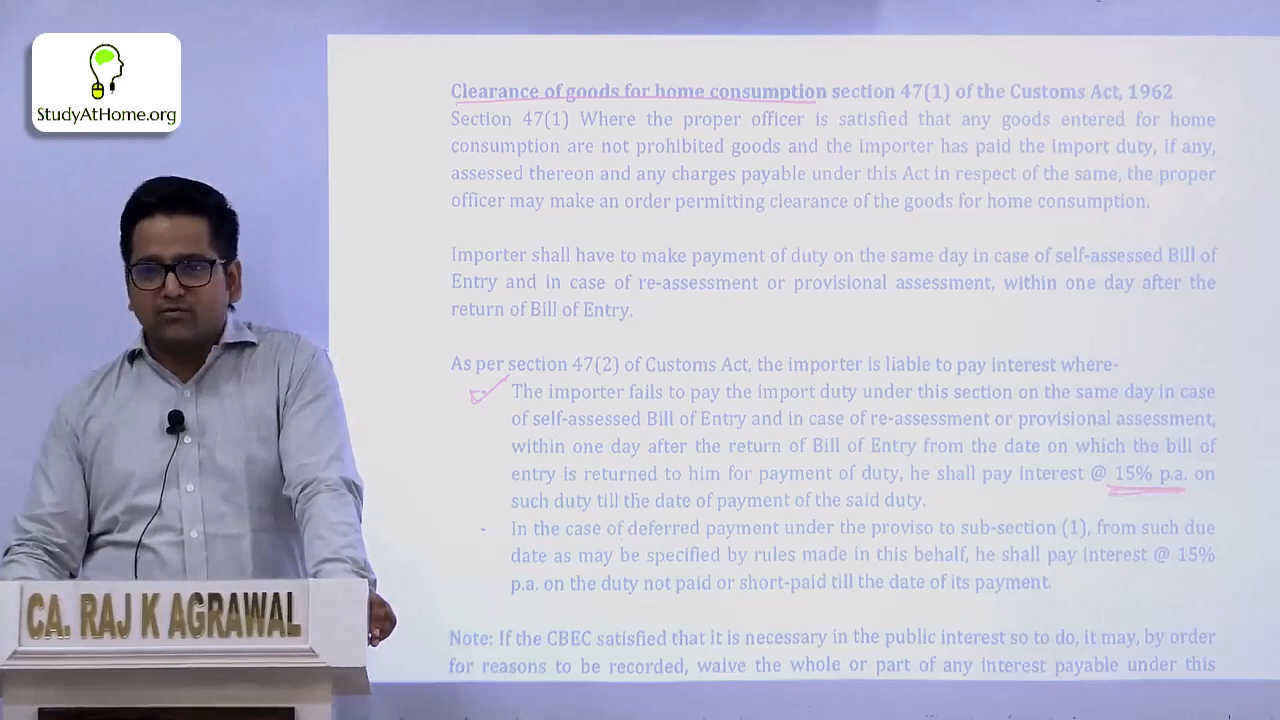 StudyAtHome.org
Clearance of goods for home consumption section 47(1) of the Customs Act, 1962
Section 47(1) Where the proper officer is satisfied that any goods entered for home
consumption are not prohibited goods and the importer has paid the import duty, if any,
assessed thereon and any charges payable under this Act in respect of the same, the proper
officer may make an order permitting clearance of the goods for home consumption.
Importer shall have to make payment of duty on the same day in case of self-assessed Bill of
Entry and in case of re-assessment or provisional assessment, within one day after the
return of Bill of Entry.
As per section 47(2) of Customs Act, the importer is liable to pay interest where-
The importer fails to pay the import duty under this section on the same day in case
of self-assessed Bill of Entry and in case of re-assessment or provisional assessment,
within one day after the return of Bill of Entry from the date on which the bill of
entry is returned to him for payment of duty, he shall pay interest @ 15% p.a. on
such duty till the date of payment of the said duty.
- In the case of deferred payment under the proviso to sub-section (1), from such due
date as may be specified by rules made in this behalf, he shall pay interest @ 15%
p.a. on the duty not paid or short-paid till the date of its payment.
Note: If the CBEC satisfied that it is necessary in the public interest so to do, it may, by order
for reasons to be recorded, waive the whole or part of any interest payable under this
CA. RAJ K AGRAWAL